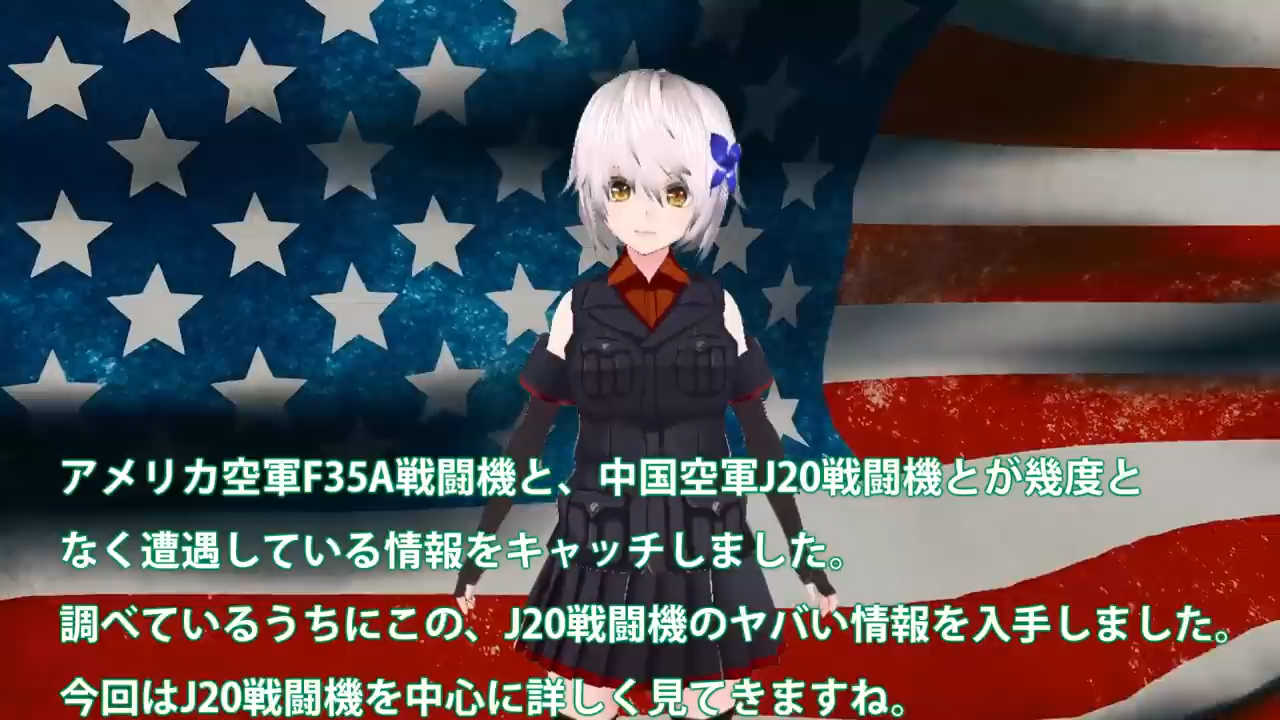 アメリカ空軍F35A戦闘機と、中国空軍J20戦闘機とが幾度と
なく遭遇している情報をキャッチしました。
調べているうちにこの、J20戦闘機のヤバい情報を入手しました。
今回はJ20戦闘機を中心に詳しく見てきますね。